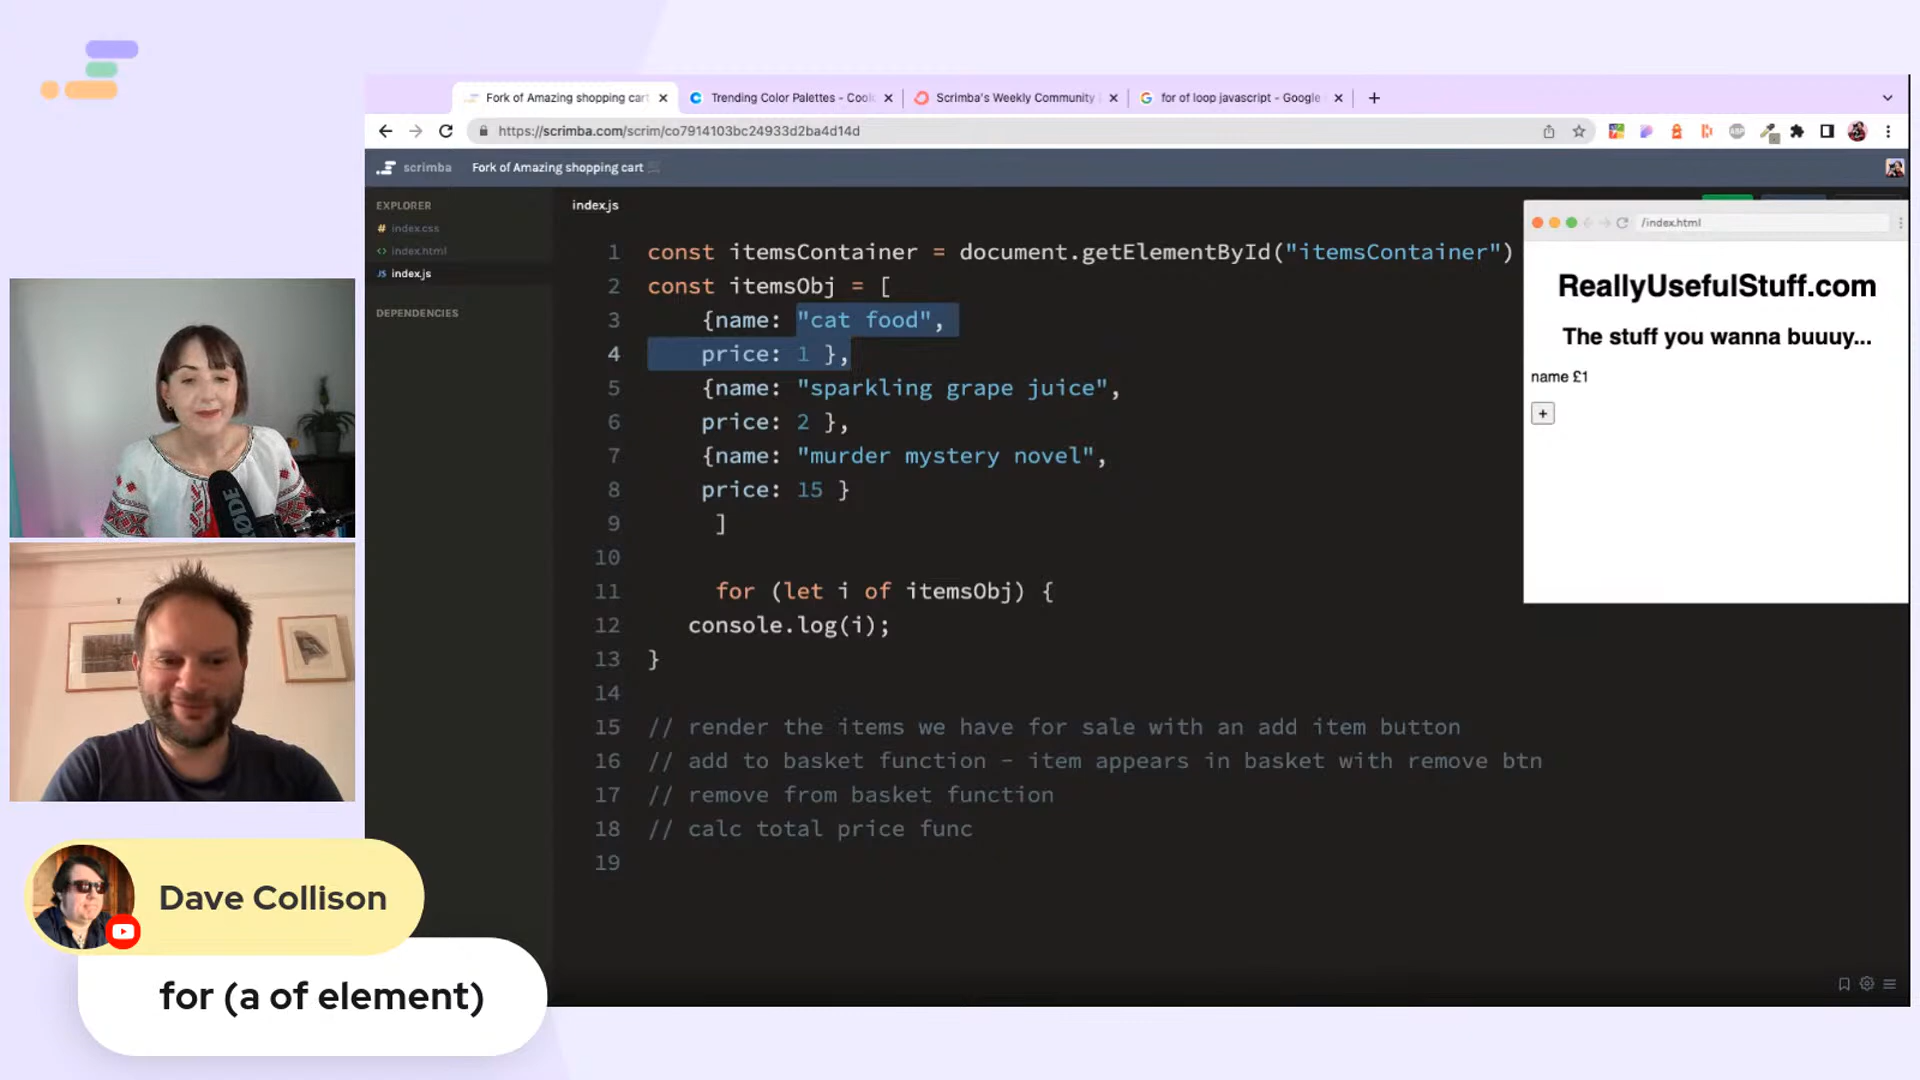 Fork of Amazing shopping cart
Trending Color Palettes - Cool
Scrimba's Weekly Community
for of loop javascript - Google
https://scrimba.com/scrim/co7914103bc24933d2ba4d14d
scrimba
Fork of Amazing shopping cart
EXPLORER
# index.css
<> index.html
JS index.js
DEPENDENCIES
index.js
1 const itemsContainer = document.getElementById("itemsContainer")
2 const itemsObj = [
3 {name: "cat food",
4 price: 1 },
5 {name: "sparkling grape juice",
6 price: 2 },
7 {name: "murder mystery novel",
8 price: 15 }
9 ]
10
11 for (let i of itemsObj) {
12 console.log(i);
13 }
14
15 // render the items we have for sale with an add item button
16 // add to basket function - item appears in basket with remove btn
17 // remove from basket function
18 // calc total price func
19
/index.html
ReallyUsefulStuff.com
The stuff you wanna buuuy...
name £1
+
RØDE
Dave Collison
for (a of element)